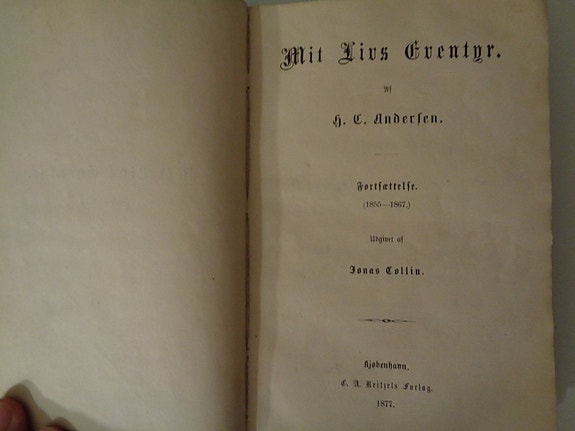 Mit Livs Eventyr.
Af
H. C. Andersen.
Fortsættelse.
(1855—1867.)
Udgivet af
Jonas Collin.
Kjøbenhavn.
C. A. Reitzels Forlag.
1877.